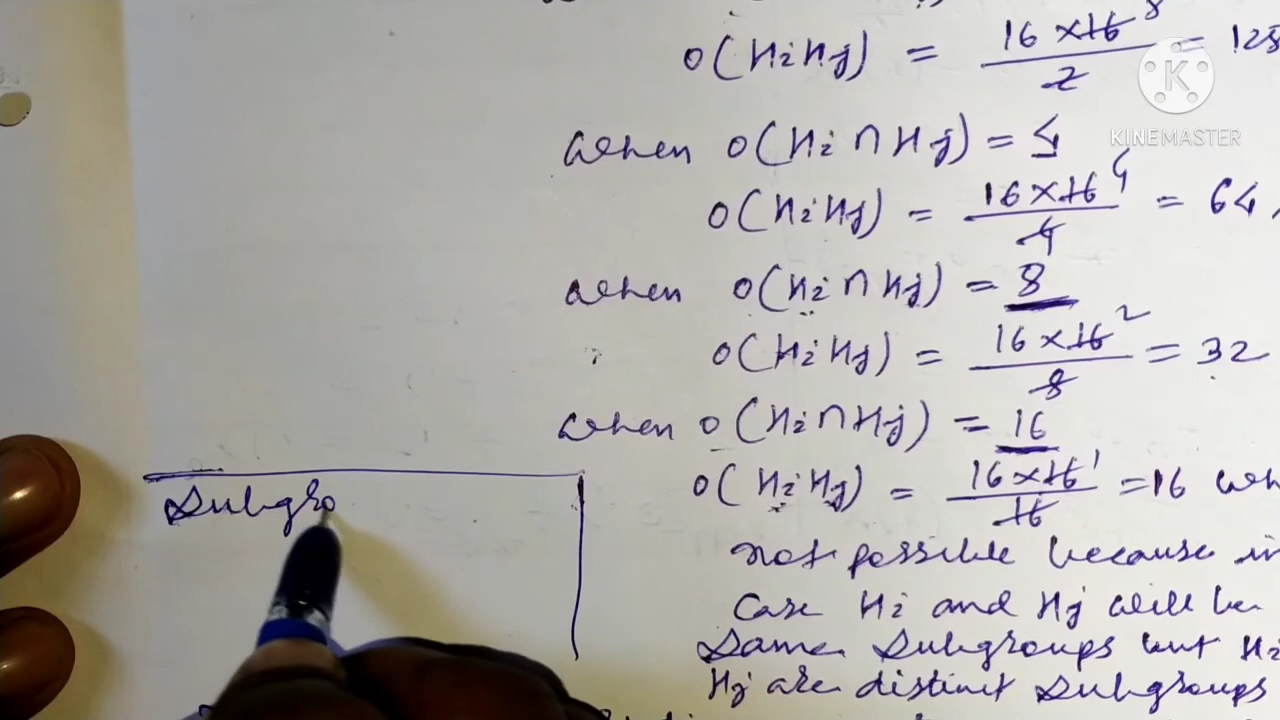 o(HiHj) = 16 × 16 8 / 2 = 128
K
KINEMASTER
when o(Hi ∩ Hj) = 4
o(HiHj) = 16 × 16 4 / 4 = 64,
when o(Hi ∩ Hj) = 8
∴ o(HiHj) = 16 × 16 2 / 8 = 32
when o(Hi ∩ Hj) = 16
o(HiHj) = 16 × 16 1 / 16 = 16
not possible because in
case Hi and Hj will be
same subgroups but Hi
Hj are distinct subgroups
Subgro